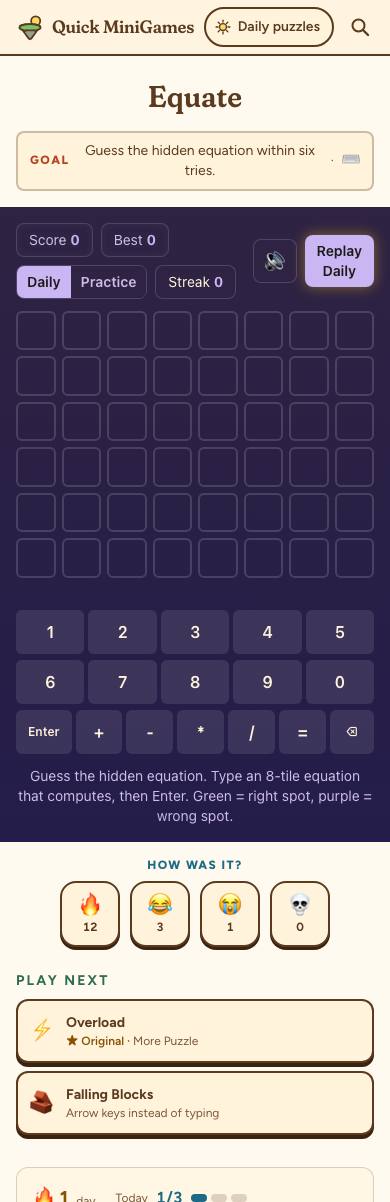 Quick MiniGames
Daily puzzles
Equate
GOAL
Guess the hidden equation within six
tries.
·
Score 0
Best 0
Daily
Practice
Streak 0
Replay
Daily
1 2 3 4 5
6 7 8 9 0
Enter + - * / =
Guess the hidden equation. Type an 8-tile equation
that computes, then Enter. Green = right spot, purple =
wrong spot.
HOW WAS IT?
12 3 1 0
PLAY NEXT
Overload
★ Original · More Puzzle
Falling Blocks
Arrow keys instead of typing
1 day Today 1/3